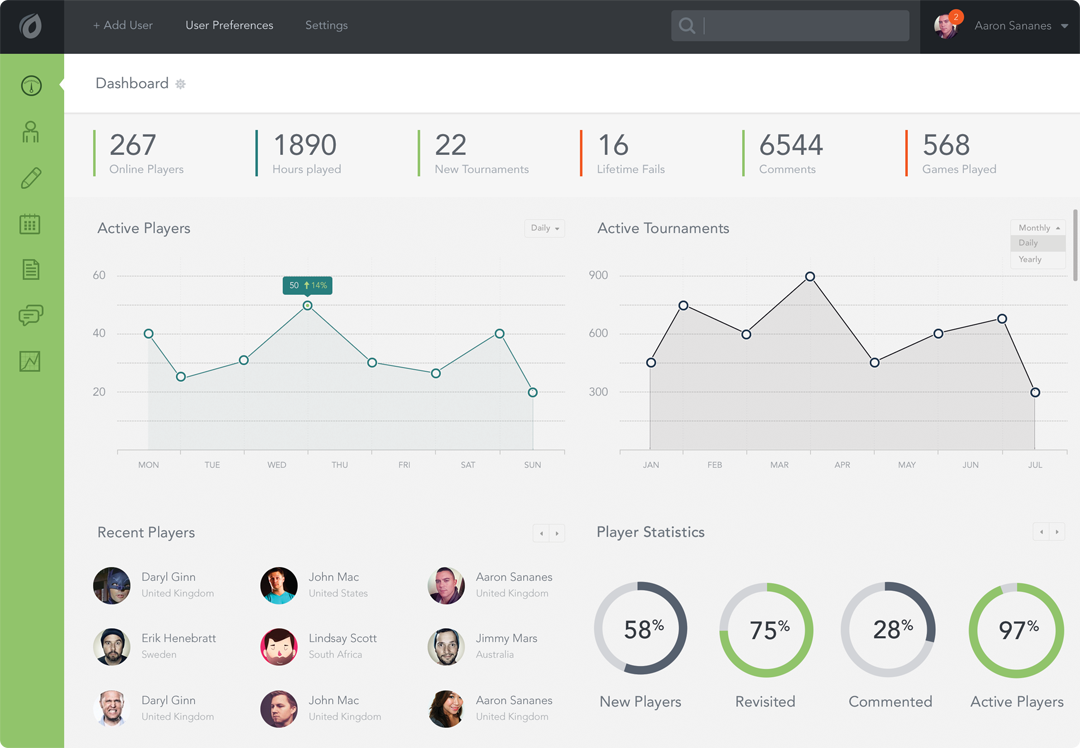 + Add User
User Preferences
Settings
2
Aaron Sananes
Dashboard
267
Online Players
1890
Hours played
22
New Tournaments
16
Lifetime Fails
6544
Comments
568
Games Played
Active Players
Daily
60
40
20
50 14%
MON TUE WED THU FRI SAT SUN
Active Tournaments
Monthly
Daily
Yearly
900
600
300
JAN FEB MAR APR MAY JUN JUL
Recent Players
Daryl Ginn
United Kingdom
John Mac
United States
Aaron Sananes
United Kingdom
Erik Henebratt
Sweden
Lindsay Scott
South Africa
Jimmy Mars
Australia
Daryl Ginn
United Kingdom
John Mac
United Kingdom
Aaron Sananes
United Kingdom
Player Statistics
58%
New Players
75%
Revisited
28%
Commented
97%
Active Players